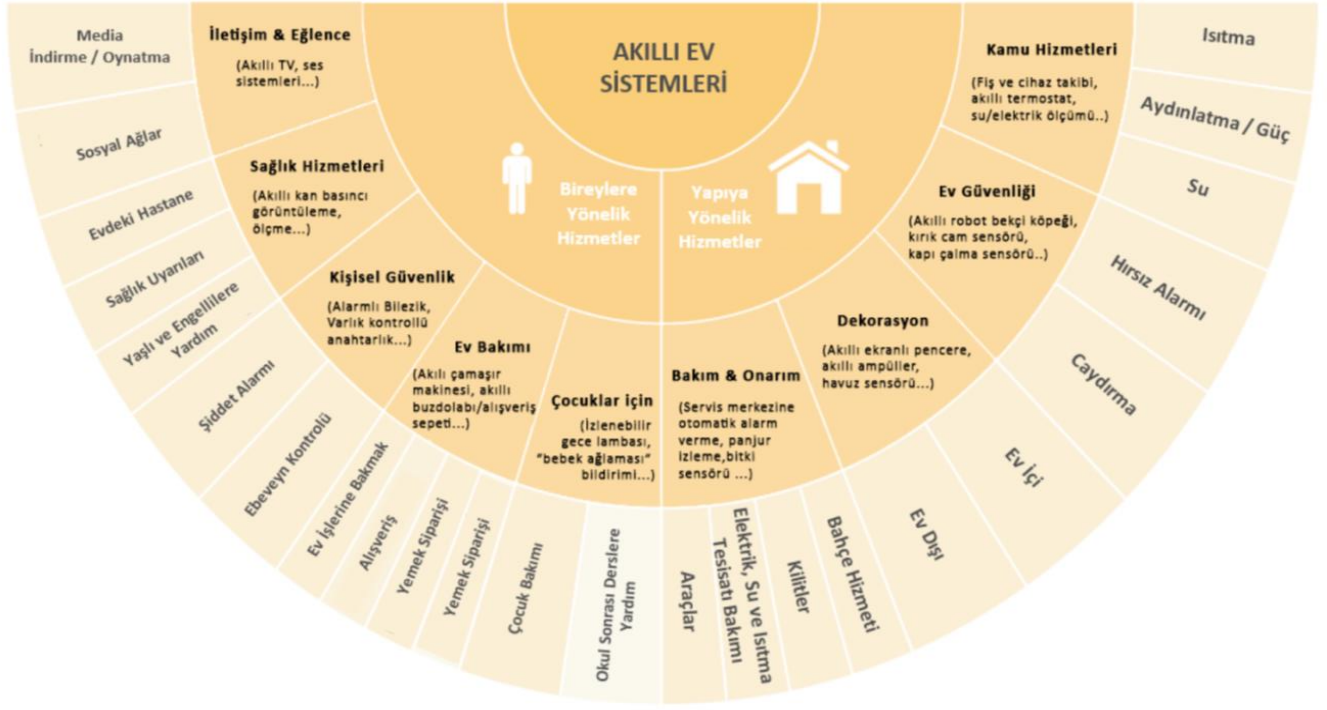 AKILLI EV
SİSTEMLERİ
Bireylere
Yönelik
Hizmetler
Yapıya
Yönelik
Hizmetler
İletişim & Eğlence
(Akıllı TV, ses
sistemleri...)
Sağlık Hizmetleri
(Akıllı kan basıncı
görüntüleme,
ölçme...)
Kişisel Güvenlik
(Alarmlı Bilezik,
Varlık kontrollü
anahtarlık...)
Ev Bakımı
(Akılı çamaşır
makinesi, akıllı
buzdolabı/alışveriş
sepeti...)
Çocuklar için
(İzlenebilir
gece lambası,
"bebek ağlaması"
bildirimi...)
Bakım & Onarım
(Servis merkezine
otomatik alarm
verme, panjur
izleme,bitki
sensörü ...)
Dekorasyon
(Akıllı ekranlı pencere,
akıllı ampüller,
havuz sensörü...)
Ev Güvenliği
(Akıllı robot bekçi köpeği,
kırık cam sensörü,
kapı çalma sensörü..)
Kamu Hizmetleri
(Fiş ve cihaz takibi,
akıllı termostat,
su/elektrik ölçümü..)
Media
İndirme / Oynatma
Sosyal Ağlar
Evdeki Hastane
Sağlık Uyarıları
Yaşlı ve Engellilere
Yardım
Şiddet Alarmı
Ebeveyn Kontrolü
Ev İşlerine Bakmak
Alışveriş
Yemek Siparişi
Yemek Siparişi
Çocuk Bakımı
Okul Sonrası Derslere
Yardım
Araçlar
Elektrik, Su ve Isıtma
Tesisatı Bakımı
Kilitler
Bahçe Hizmeti
Ev Dışı
Ev İçi
Caydırma
Hırsız Alarmı
Su
Aydınlatma / Güç
Isıtma